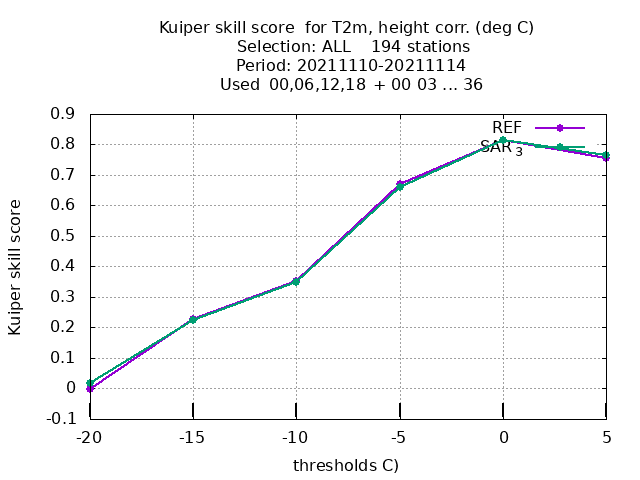 Kuiper skill score  for T2m, height corr. (deg C)
Selection: ALL    194 stations
Period: 20211110-20211114
Used  00,06,12,18  + 00 03 ... 36
0.9
0.8
0.7
0.6
0.5
0.4
0.3
0.2
0.1
0
-0.1
Kuiper skill score
REF
SAR 3
-20
-15
-10
-5
0
5
thresholds C)